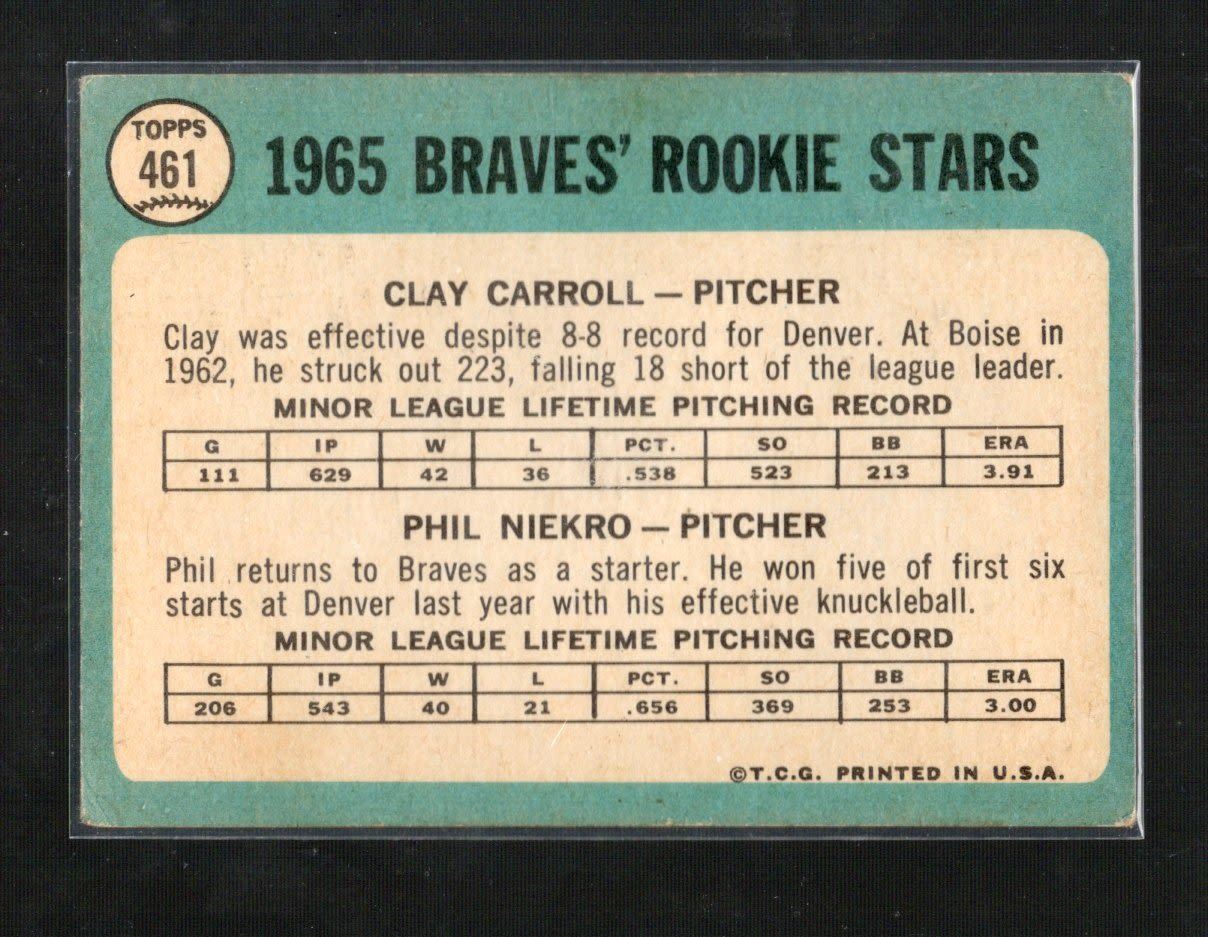 TOPPS
461
1965 BRAVES' ROOKIE STARS
CLAY CARROLL — PITCHER
Clay was effective despite 8-8 record for Denver. At Boise in
1962, he struck out 223, falling 18 short of the league leader.
MINOR LEAGUE LIFETIME PITCHING RECORD
G IP W L PCT. SO BB ERA
111 629 42 36 .538 523 213 3.91
PHIL NIEKRO — PITCHER
Phil returns to Braves as a starter. He won five of first six
starts at Denver last year with his effective knuckleball.
MINOR LEAGUE LIFETIME PITCHING RECORD
G IP W L PCT. SO BB ERA
206 543 40 21 .656 369 253 3.00
©T.C.G. PRINTED IN U.S.A.